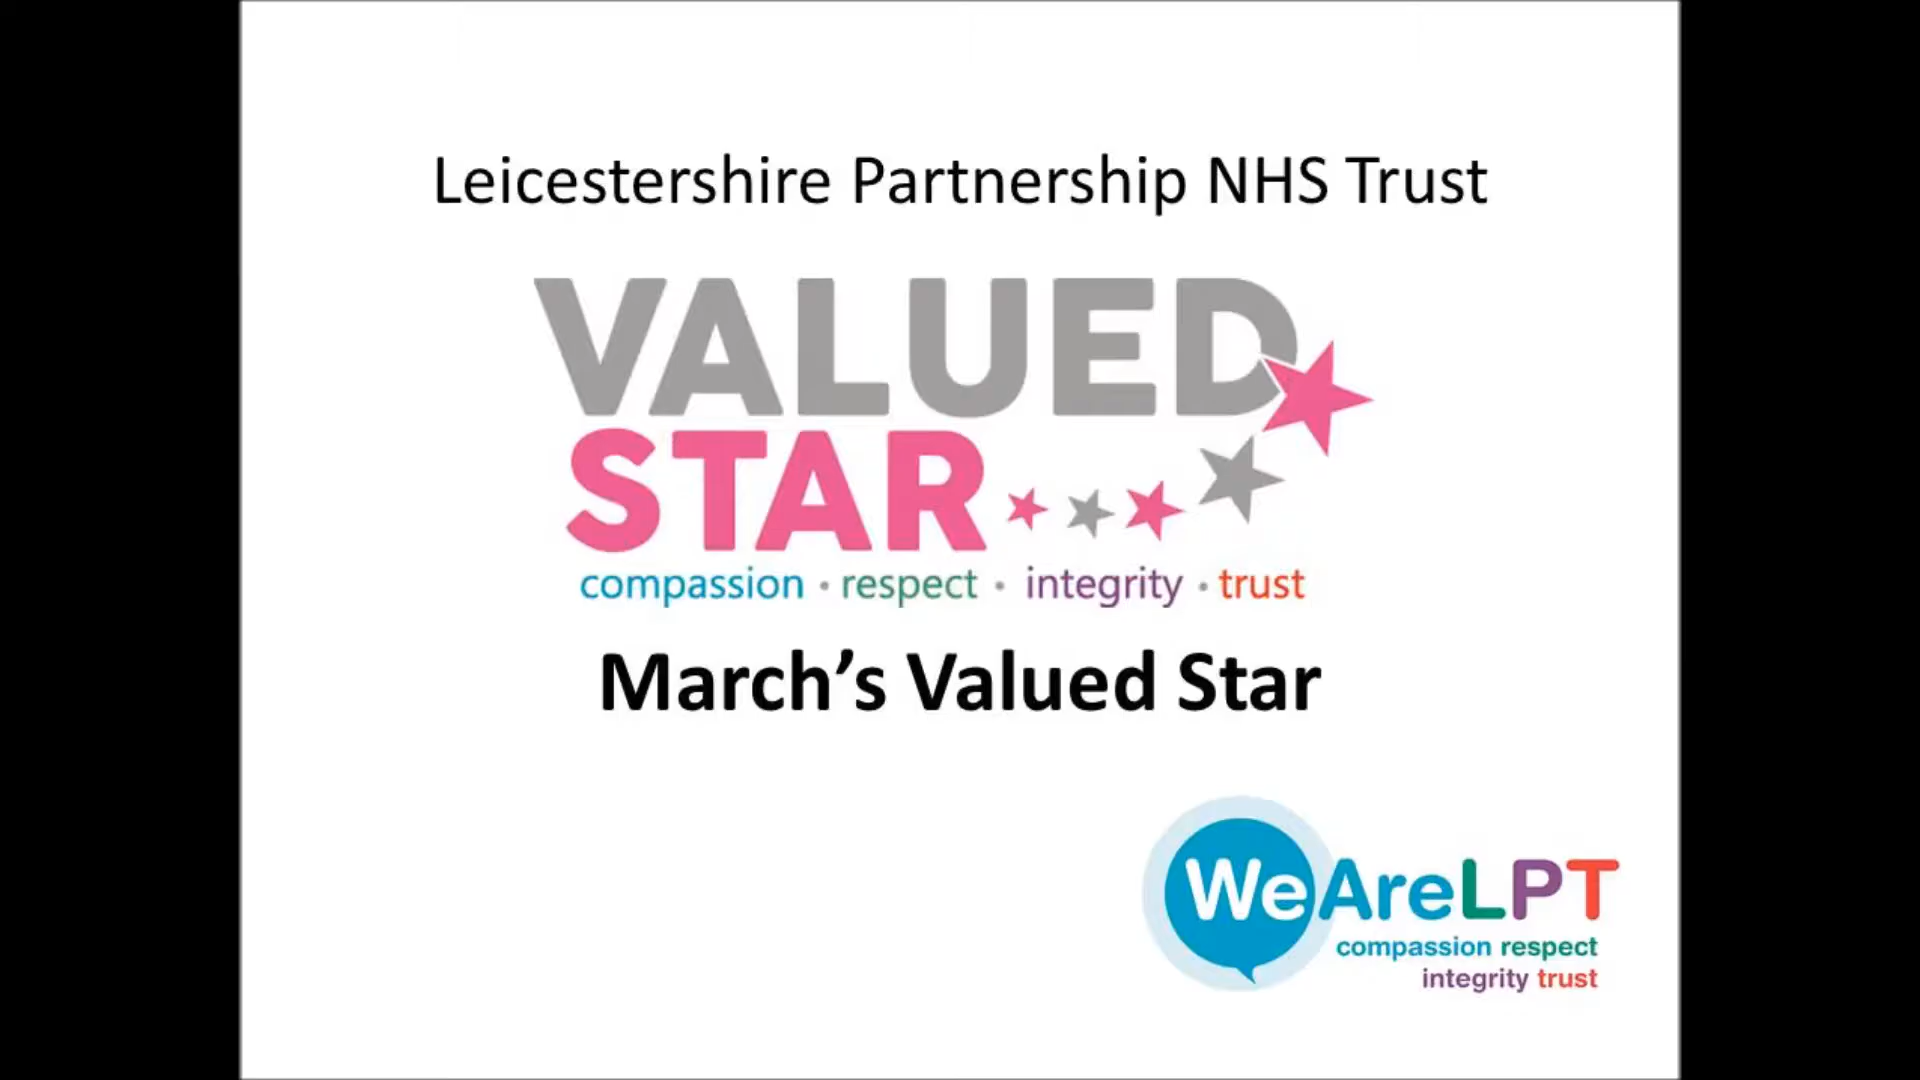 Leicestershire Partnership NHS Trust
VALUED
STAR
compassion · respect · integrity · trust
March’s Valued Star
WeAreLPT
compassion respect
integrity trust